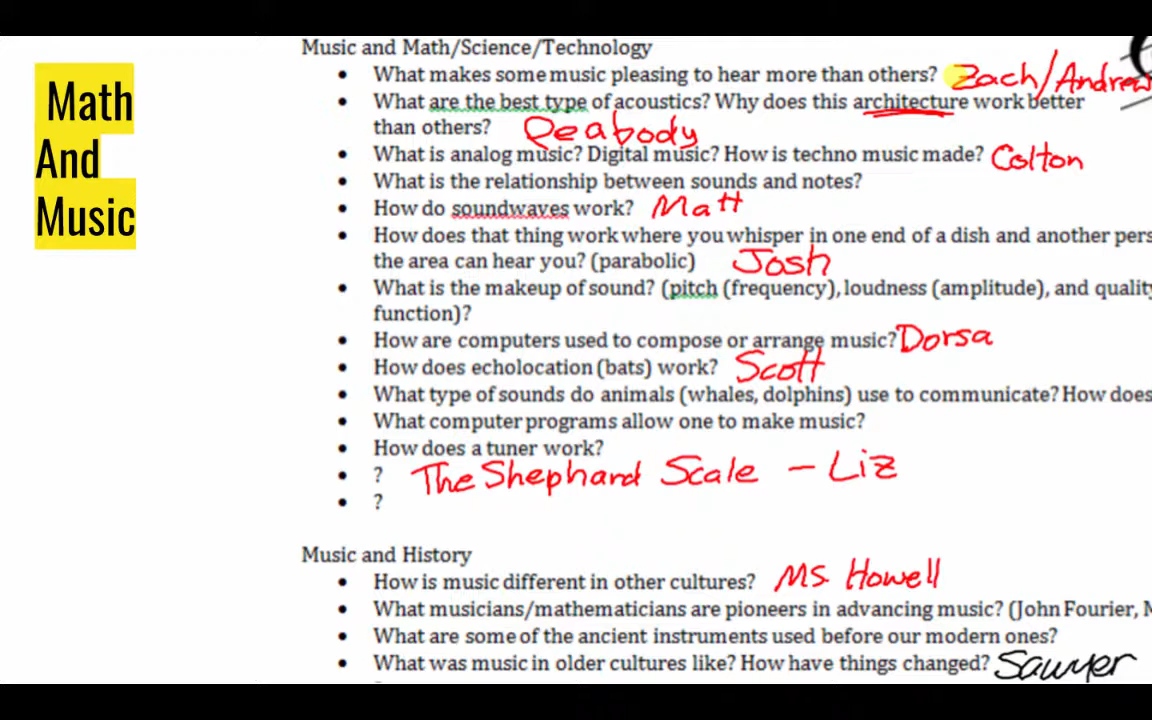 Math
And
Music
Music and Math/Science/Technology
• What makes some music pleasing to hear more than others? Zach/Andrew
• What are the best type of acoustics? Why does this architecture work better
than others? Peabody
• What is analog music? Digital music? How is techno music made? Colton
• What is the relationship between sounds and notes?
• How do soundwaves work? Matt
• How does that thing work where you whisper in one end of a dish and another pers
the area can hear you? (parabolic) Josh
• What is the makeup of sound? (pitch (frequency), loudness (amplitude), and quality
function)?
• How are computers used to compose or arrange music? Dorsa
• How does echolocation (bats) work? Scott
• What type of sounds do animals (whales, dolphins) use to communicate? How does
• What computer programs allow one to make music?
• How does a tuner work?
• ? The Shephard Scale - Liz
• ?
Music and History
• How is music different in other cultures? Ms Howell
• What musicians/mathematicians are pioneers in advancing music? (John Fourier, M
• What are some of the ancient instruments used before our modern ones?
• What was music in older cultures like? How have things changed? Sawyer